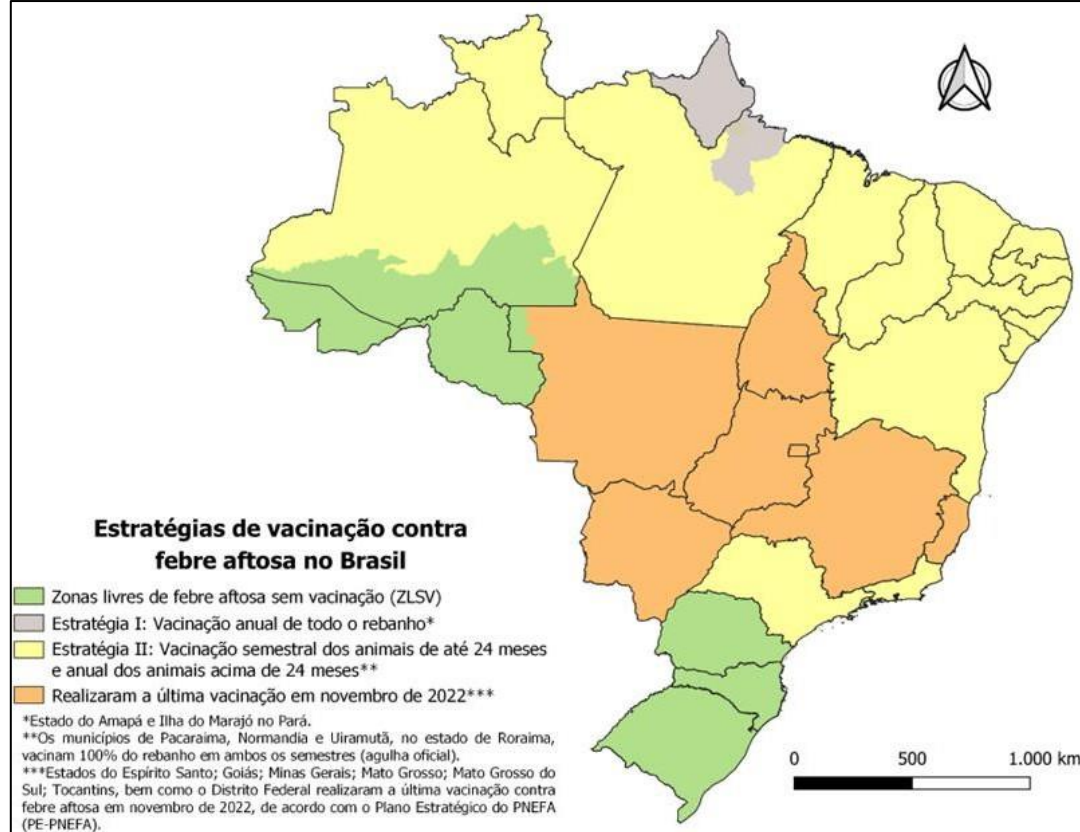 Estratégias de vacinação contra
febre aftosa no Brasil
Zonas livres de febre aftosa sem vacinação (ZLSV)
Estratégia I: Vacinação anual de todo o rebanho*
Estratégia II: Vacinação semestral dos animais de até 24 meses
e anual dos animais acima de 24 meses**
Realizaram a última vacinação em novembro de 2022***
*Estado do Amapá e Ilha do Marajó no Pará.
**Os municípios de Pacaraima, Normandia e Uiramutã, no estado de Roraima,
vacinam 100% do rebanho em ambos os semestres (agulha oficial).
***Estados do Espírito Santo; Goiás; Minas Gerais; Mato Grosso; Mato Grosso do
Sul; Tocantins, bem como o Distrito Federal realizaram a última vacinação contra
febre aftosa em novembro de 2022, de acordo com o Plano Estratégico do PNEFA
(PE-PNEFA).
0 500 1.000 km